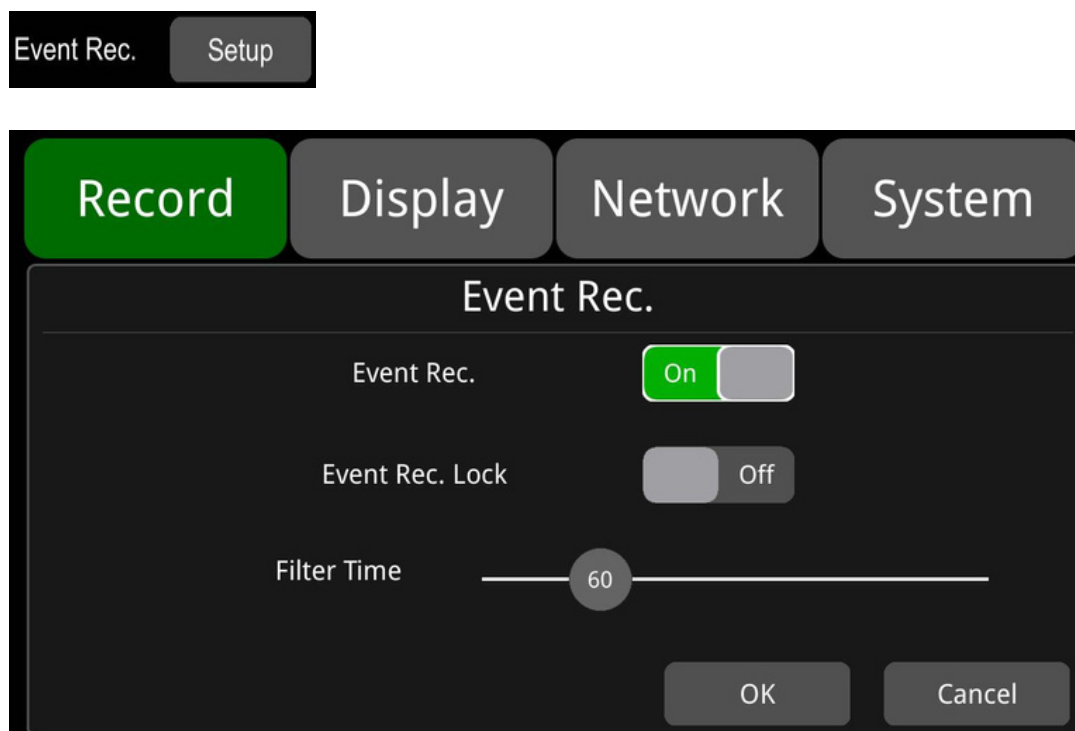 Event Rec. Setup
Record Display Network System
Event Rec.
Event Rec. On
Event Rec. Lock Off
Filter Time 60
OK Cancel